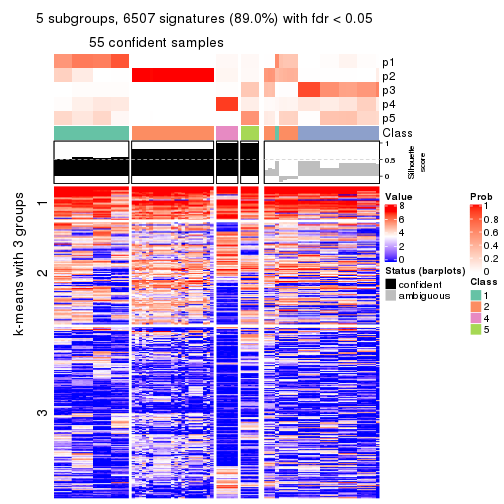 5 subgroups, 6507 signatures (89.0%) with fdr < 0.05
55 confident samples
p1
p2
p3
p4
p5
Class
1
0.5
0
Silhouette
score
k-means with 3 groups
1
2
3
Value
8
6
4
2
0
Status (barplots)
confident
ambiguous
Prob
1
0.8
0.6
0.4
0.2
0
Class
1
2
4
5